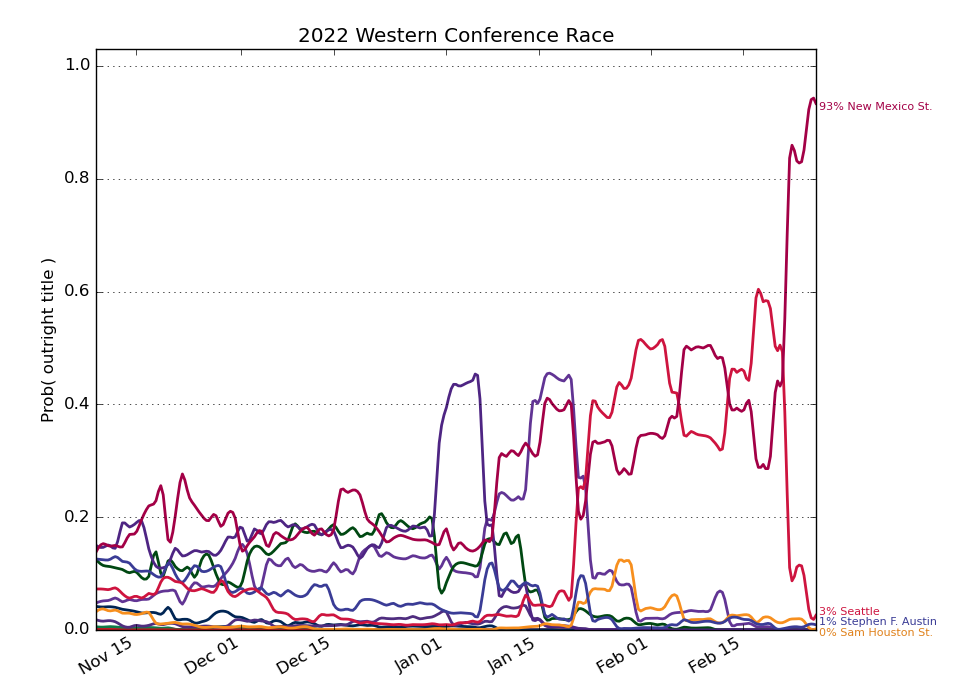 2022 Western Conference Race
Prob( outright title )
1.0
0.8
0.6
0.4
0.2
0.0
Nov 15
Dec 01
Dec 15
Jan 01
Jan 15
Feb 01
Feb 15
93% New Mexico St.
3% Seattle
1% Stephen F. Austin
0% Sam Houston St.